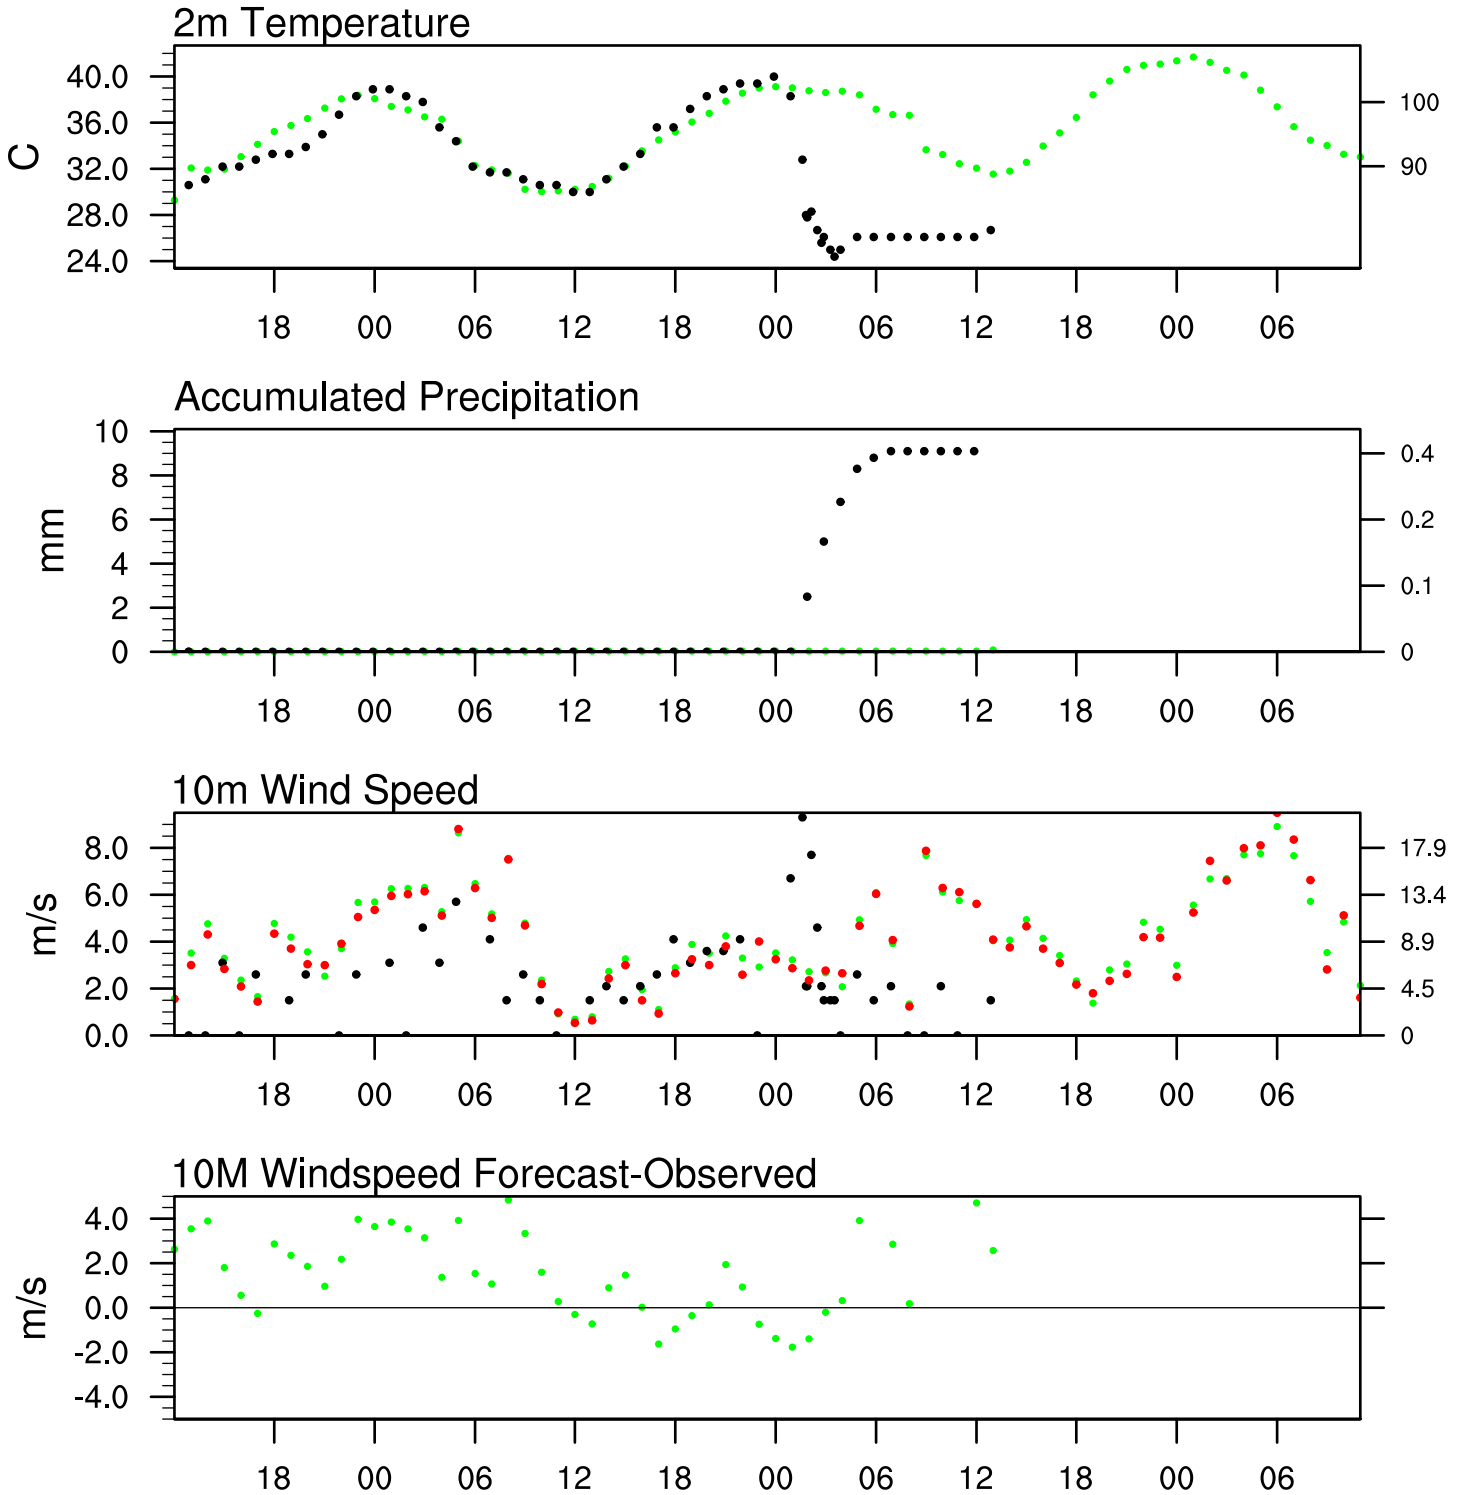 2m Temperature
40.0
36.0
32.0
28.0
24.0
C
100
90
18 00 06 12 18 00 06 12 18 00 06
Accumulated Precipitation
10
8
6
4
2
0
mm
0.4
0.2
0.1
0
18 00 06 12 18 00 06 12 18 00 06
10m Wind Speed
8.0
6.0
4.0
2.0
0.0
m/s
17.9
13.4
8.9
4.5
0
18 00 06 12 18 00 06 12 18 00 06
10M Windspeed Forecast-Observed
4.0
2.0
0.0
-2.0
-4.0
m/s
18 00 06 12 18 00 06 12 18 00 06